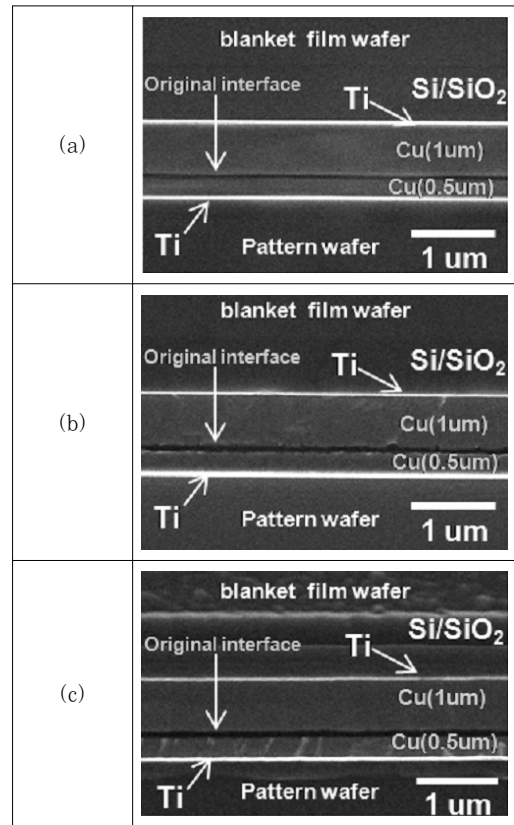 (a)
blanket film wafer
Original interface
Ti
Si/SiO₂
Cu(1um)
Cu(0.5um)
Ti
Pattern wafer
1 um
(b)
blanket film wafer
Original interface
Ti
Si/SiO₂
Cu(1um)
Cu(0.5um)
Ti
Pattern wafer
1 um
(c)
blanket film wafer
Original interface
Ti
Si/SiO₂
Cu(1um)
Cu(0.5um)
Ti
Pattern wafer
1 um